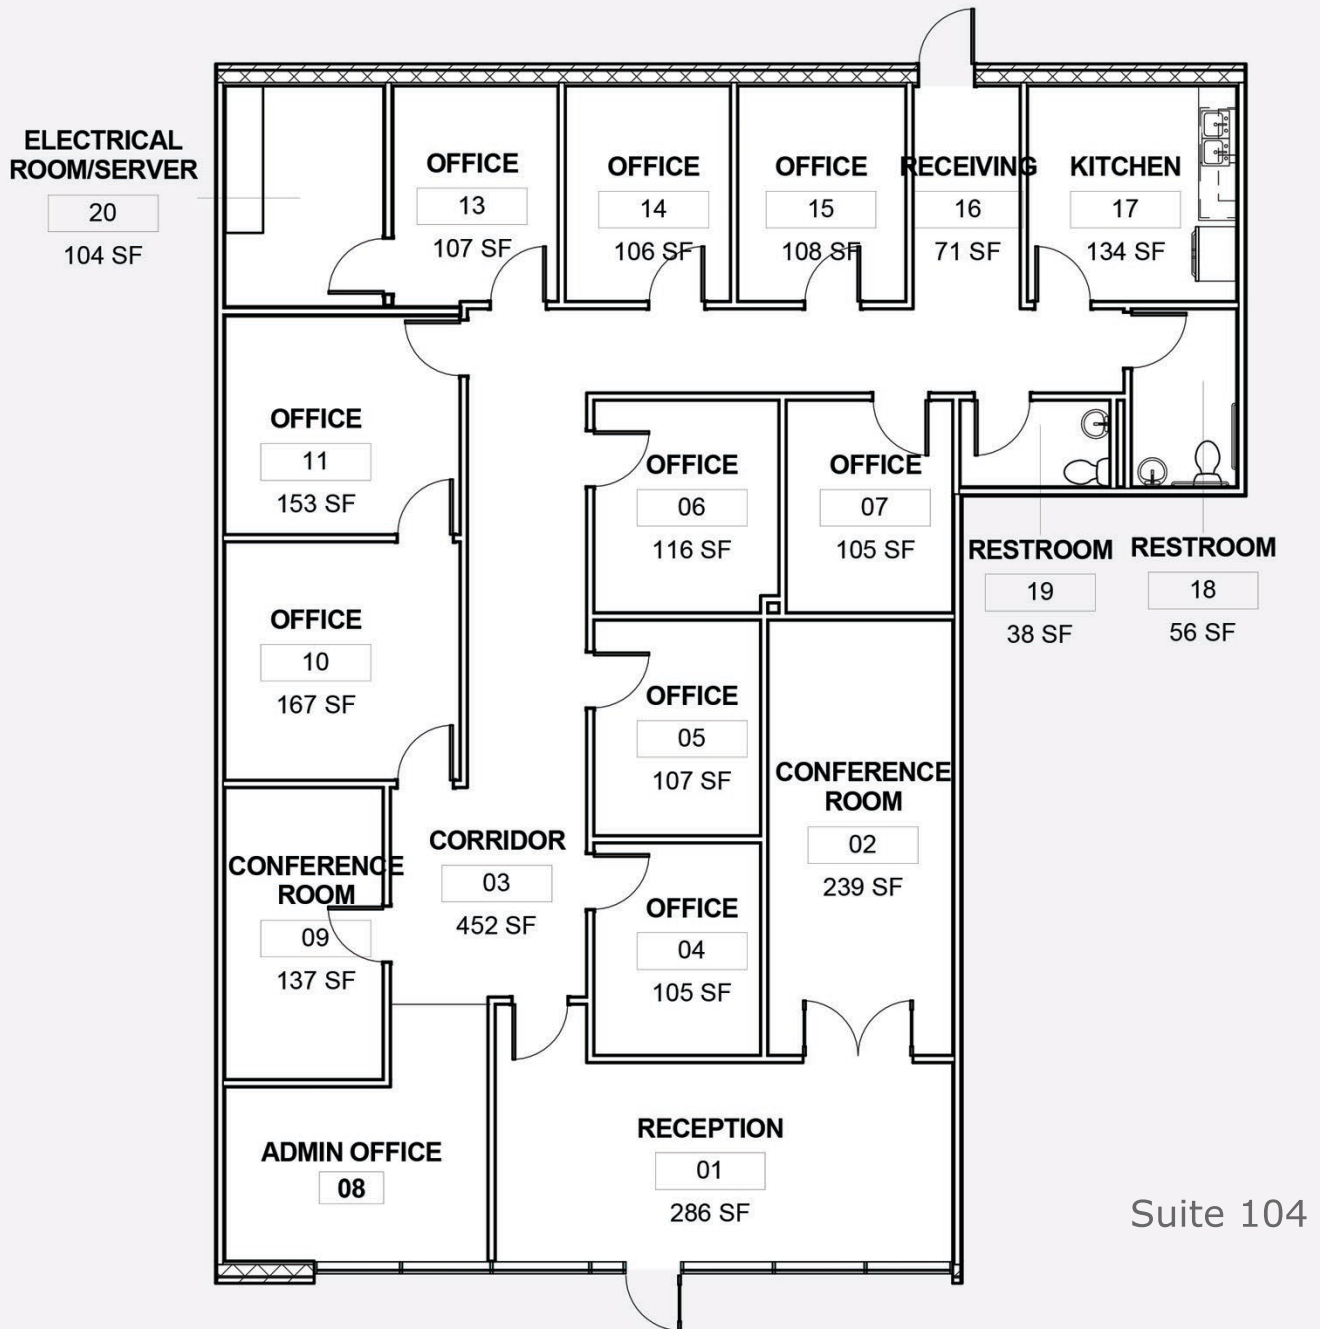 ELECTRICAL
ROOM/SERVER
20
104 SF
OFFICE
13
107 SF
OFFICE
14
106 SF
OFFICE
15
108 SF
RECEIVING
16
71 SF
KITCHEN
17
134 SF
OFFICE
11
153 SF
OFFICE
06
116 SF
OFFICE
07
105 SF
RESTROOM
19
38 SF
RESTROOM
18
56 SF
OFFICE
10
167 SF
OFFICE
05
107 SF
CONFERENCE
ROOM
02
239 SF
CONFERENCE
ROOM
09
137 SF
CORRIDOR
03
452 SF
OFFICE
04
105 SF
ADMIN OFFICE
08
RECEPTION
01
286 SF
Suite 104